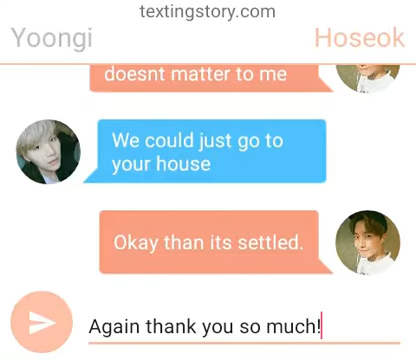 textingstory.com
Yoongi
Hoseok
doesnt matter to me
We could just go to
your house
Okay than its settled.
Again thank you so much!